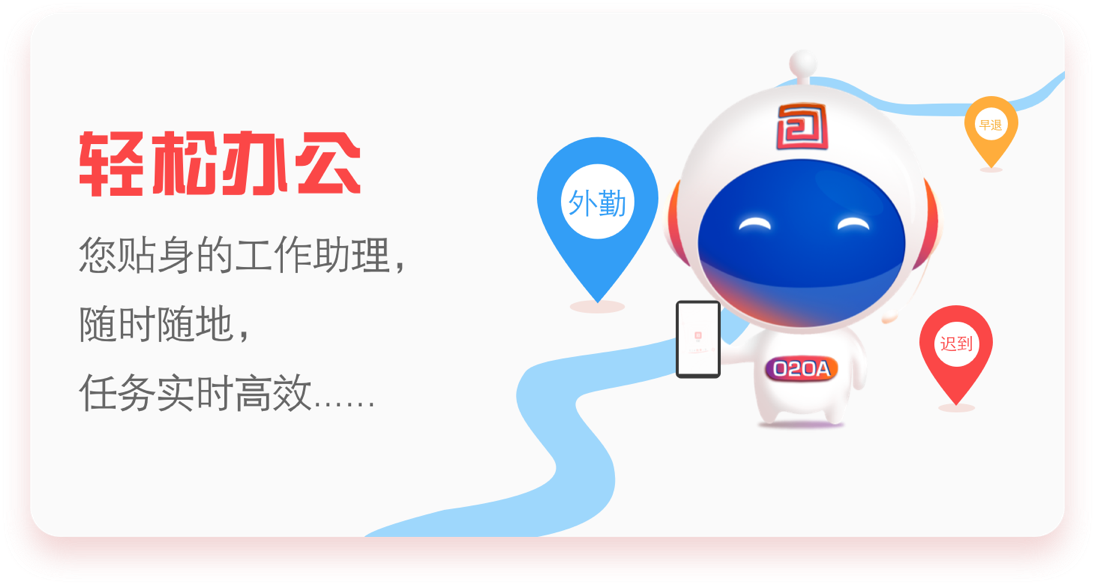 轻松办公
您贴身的工作助理，
随时随地，
任务实时高效……
外勤
早退
迟到
O2OA